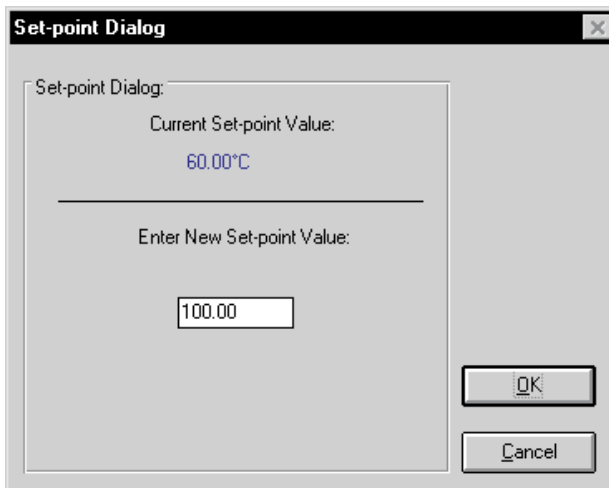 Set-point Dialog
Set-point Dialog:
Current Set-point Value:
60.00°C
Enter New Set-point Value:
100.00
OK
Cancel